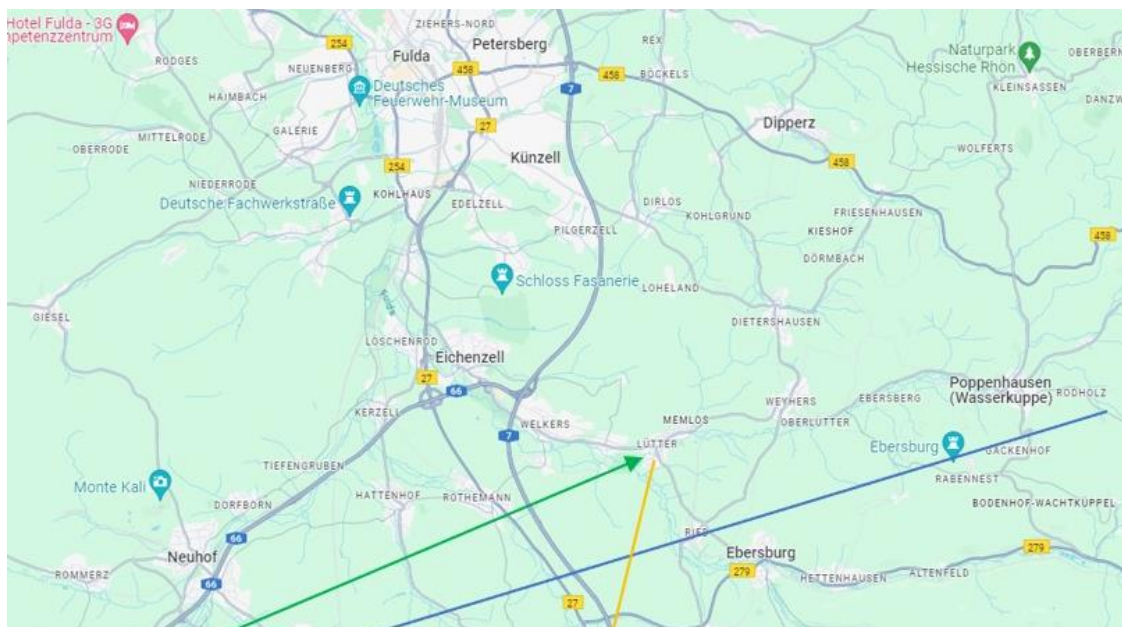 Hotel Fulda - 3G
npetenzzentrum
ZIEHERS-NORD
Petersberg
REX
OBERBERN
Naturpark
Hessische Rhön
RODGES
254
Fulda
NEUENBERG
458
458
BÖCKELS
458
KLEINSASSEN
Deutsches
Feuerwehr-Museum
HAIMBACH
7
DANZW
GALERIE
27
Dipperz
MITTELRODE
OBERRODE
WOLFERTS
254
Künzell
458
NIEDERRODE
KOHLHAUS
Deutsche Fachwerkstraße
EDELZELL
DIRLOS
KOHLGRUND
FRIESENHAUSEN
PILGERZELL
KIESHOF
458
DÖRMBACH
Schloss Fasanerie
LOHELAND
Fulda
GIESEL
DIETERSHAUSEN
LÖSCHENROD
Eichenzell
27
66
Poppenhausen
(Wasserkuppe)
RODHOLZ
WEYHERS
EBERSBERG
KERZELL
WELKERS
MEMLOS
OBERLÜTTER
7
LÜTTER
Ebersburg
GACKENHOF
TIEFENGRUBEN
RABENNEST
Monte Kali
DORFBORN
HATTENHOF
ROTHEMANN
BODENHOF-WACHTKÜPPEL
66
RIED
Neuhof
Ebersburg
279
ROMMERZ
66
279
HETTENHAUSEN
ALTENFELD
27